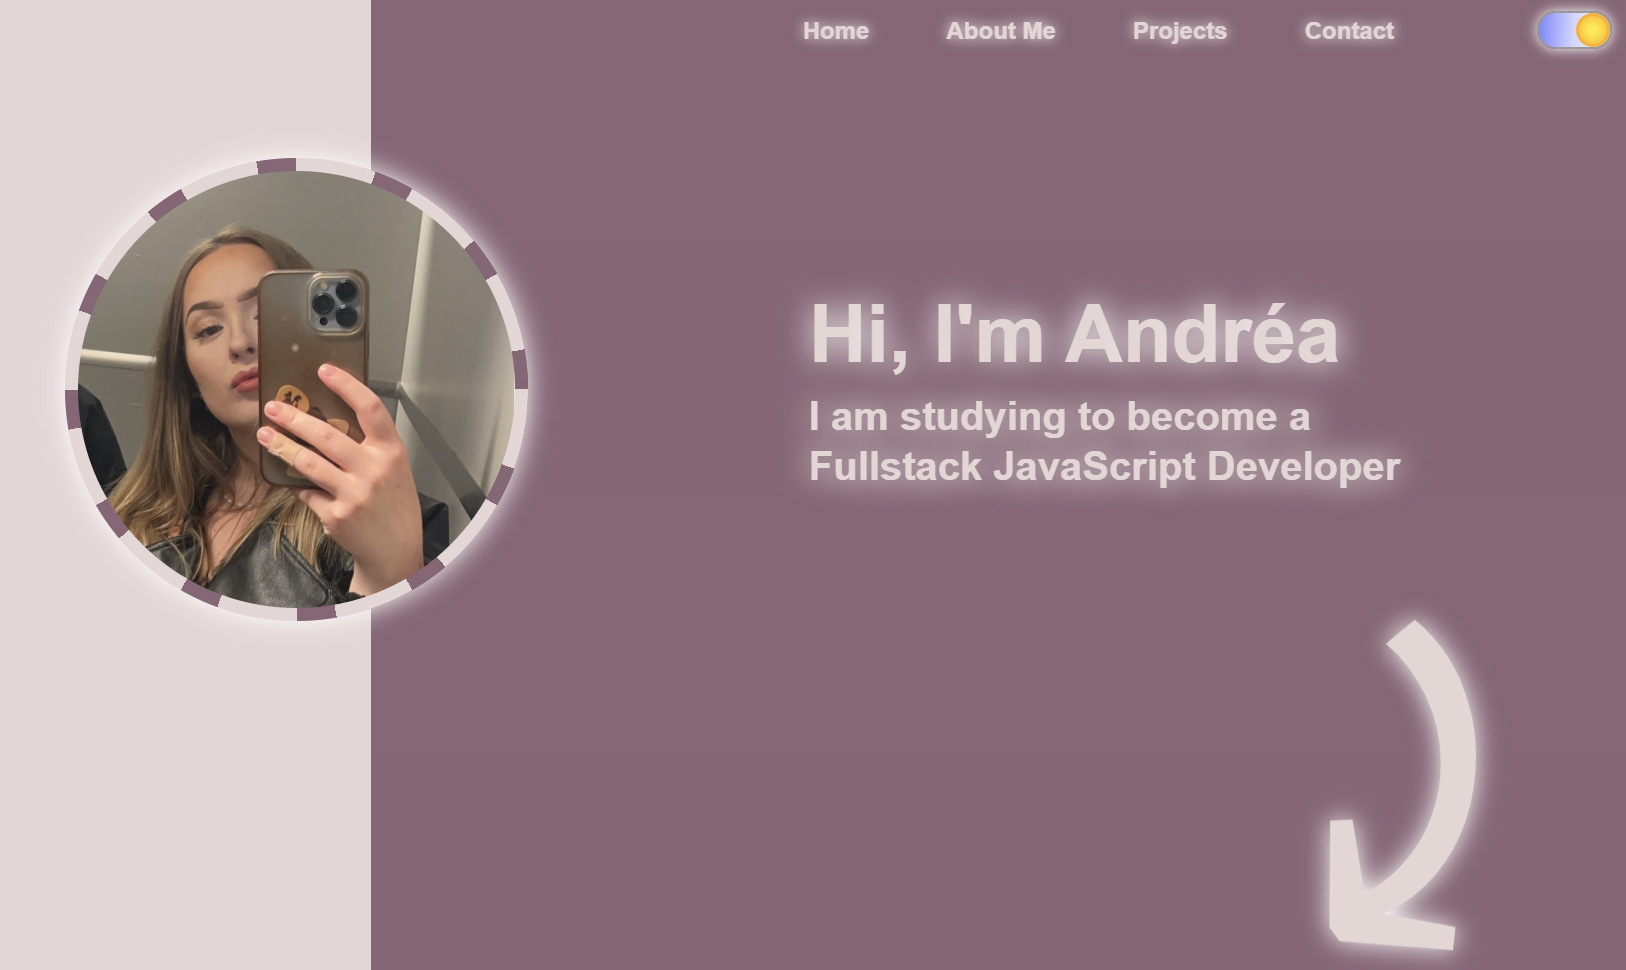 Home About Me Projects Contact
Hi, I'm Andréa
I am studying to become a
Fullstack JavaScript Developer